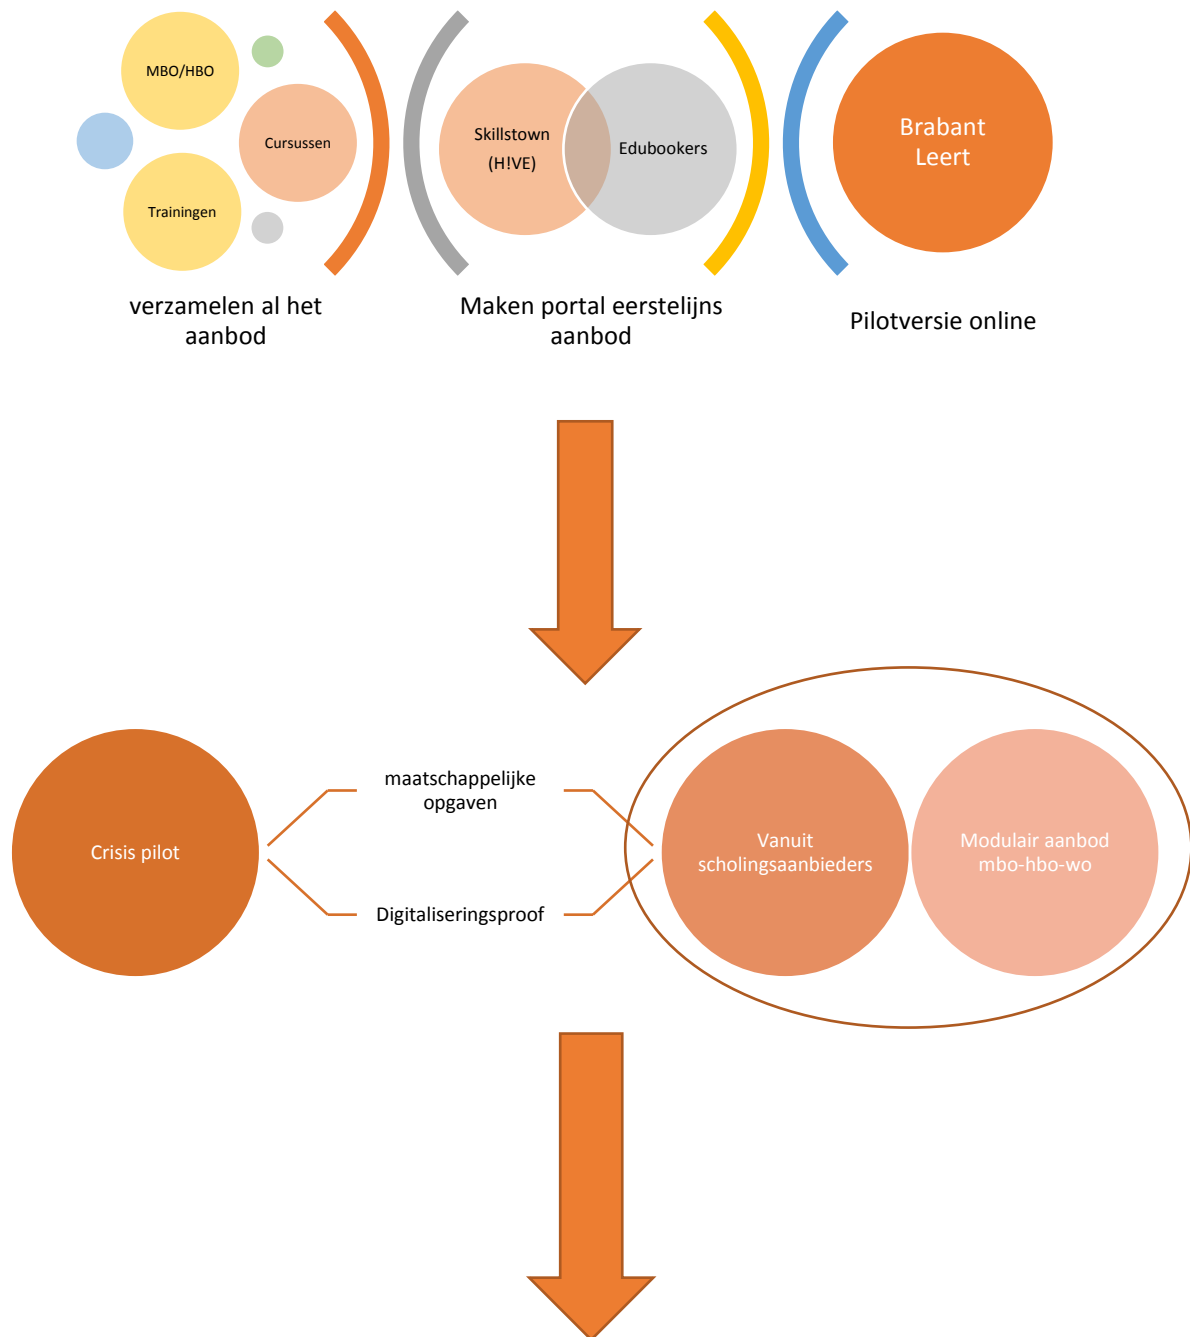 MBO/HBO
Cursussen
Trainingen
verzamelen al het
aanbod
Skillstown
(H!VE)
Edubookers
Maken portal eerstelijns
aanbod
Brabant
Leert
Pilotversie online
Crisis pilot
maatschappelijke
opgaven
Digitaliseringsproof
Vanuit
scholingsaanbieders
Modulair aanbod
mbo-hbo-wo